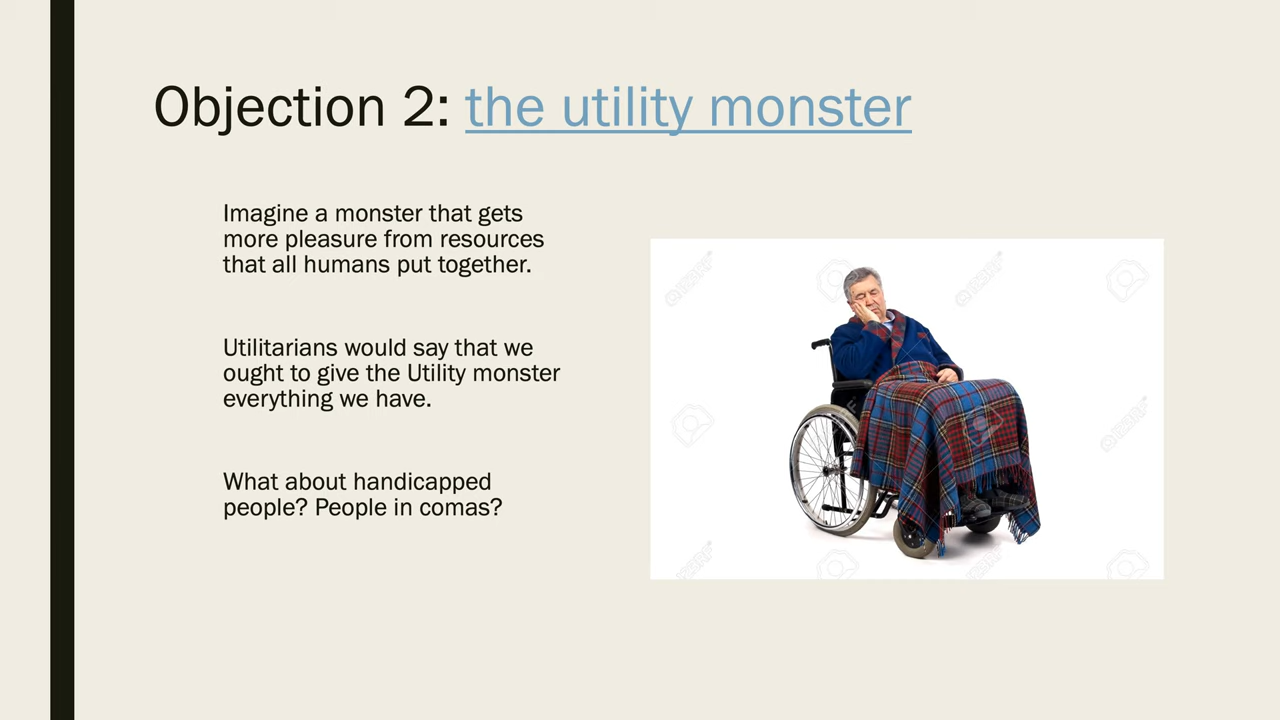 Objection 2: the utility monster
Imagine a monster that gets
more pleasure from resources
that all humans put together.
Utilitarians would say that we
ought to give the Utility monster
everything we have.
What about handicapped
people? People in comas?